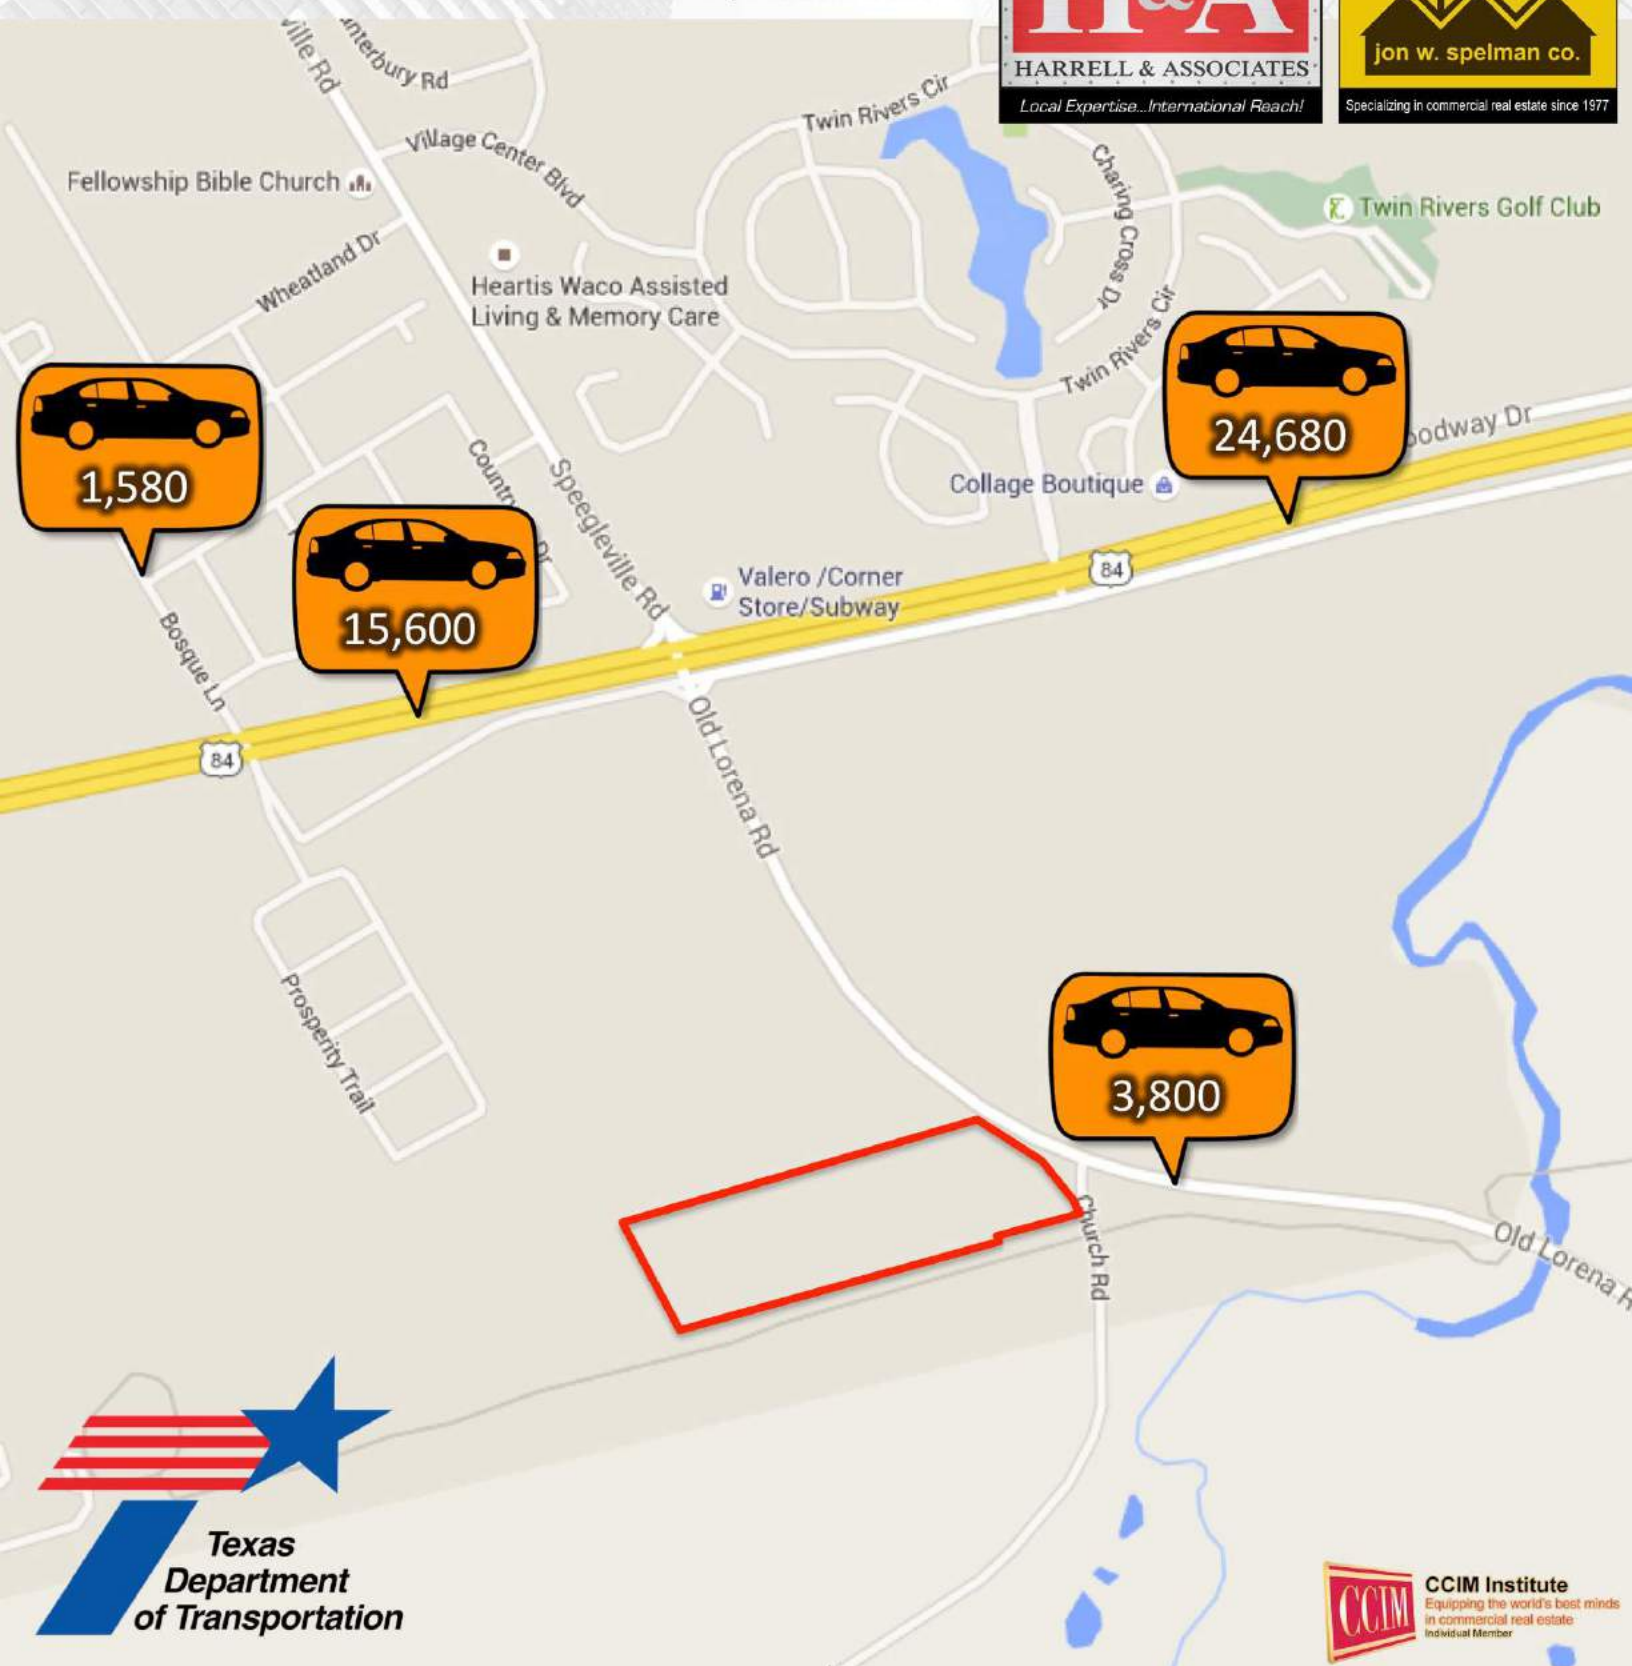 H&A
HARRELL & ASSOCIATES
Local Expertise...International Reach!
jon w. spelman co.
Specializing in commercial real estate since 1977
ville Rd
nterbury Rd
Village Center Blvd
Twin Rivers Cir
Charing Cross Dr
Fellowship Bible Church
Twin Rivers Golf Club
Wheatland Dr
Heartis Waco Assisted
Living & Memory Care
Twin Rivers Cir
24,680
oodway Dr
1,580
Countr
Dr
Speegleville Rd
Collage Boutique
15,600
Valero /Corner
Store/Subway
84
Bosque Ln
84
Old Lorena Rd
Prosperity Trail
3,800
Church Rd
Old Lorena R
Texas
Department
of Transportation
CCIM
CCIM Institute
Equipping the world's best minds
in commercial real estate
Individual Member